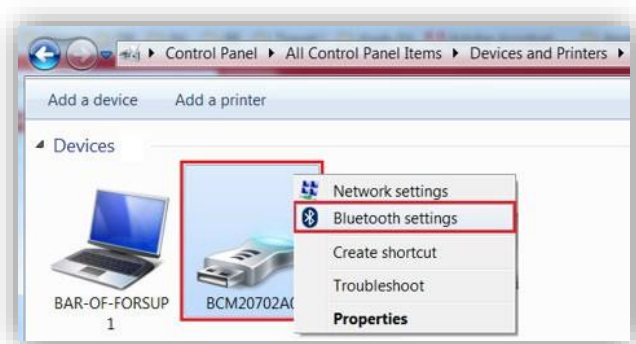 Control Panel ▸ All Control Panel Items ▸ Devices and Printers ▸
Add a device Add a printer
Devices
Network settings
Bluetooth settings
Create shortcut
Troubleshoot
Properties
BAR-OF-FORSUP
1
BCM20702A0